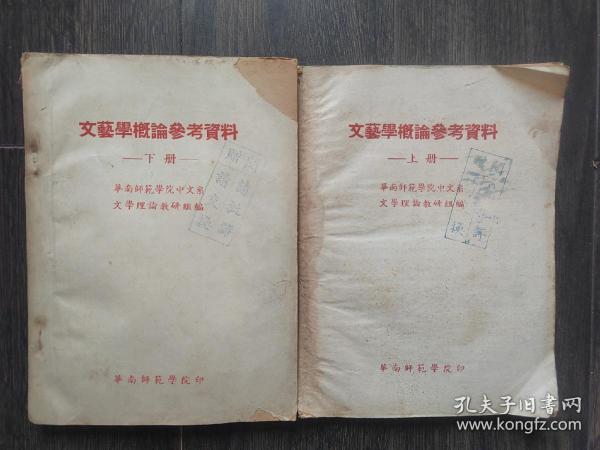 文藝學概論參考資料
—下册—
華南師範學院中文系
文學理論教研組編
華南師範學院印
文藝學概論參考資料
—上册—
華南師範學院中文系
文學理論教研組編
華南師範學院印
孔夫子旧书网
www.kongfz.com